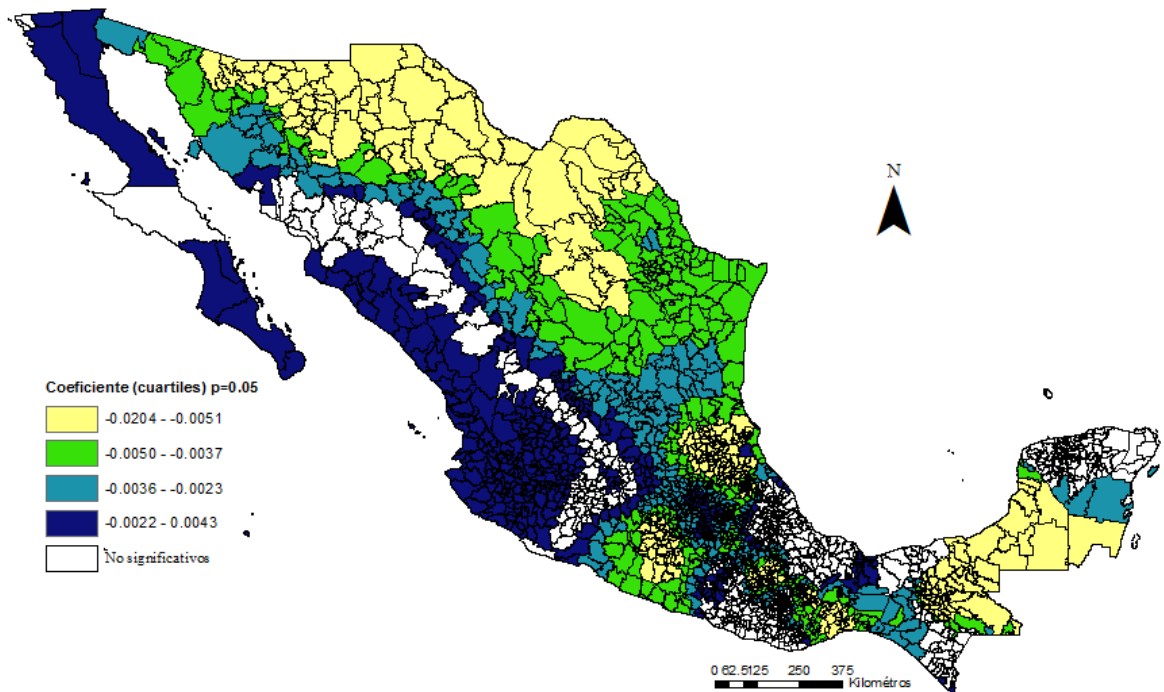 N
Coeficiente (cuartiles) p=0.05
-0.0204 - -0.0051
-0.0050 - -0.0037
-0.0036 - -0.0023
-0.0022 - 0.0043
No significativos
0 62.5125 250 375
Kilométros